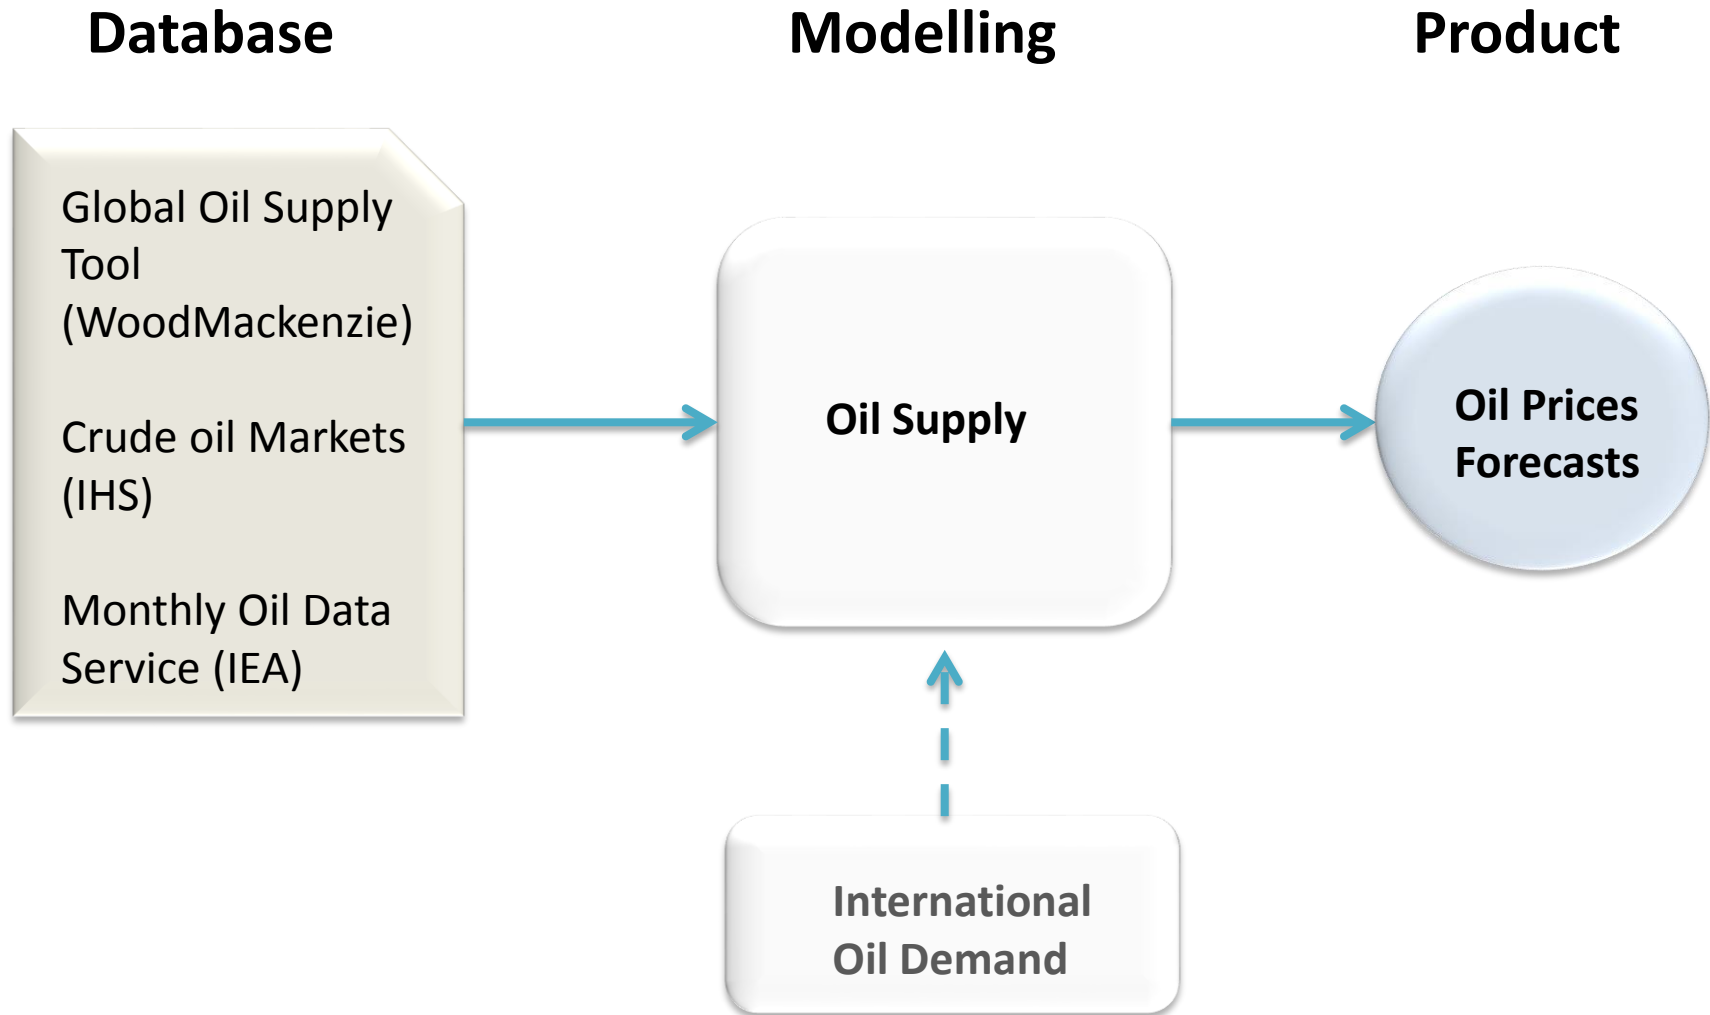 Database
Modelling
Product
Global Oil Supply
Tool
(WoodMackenzie)
Crude oil Markets
(IHS)
Monthly Oil Data
Service (IEA)
Oil Supply
Oil Prices
Forecasts
International
Oil Demand